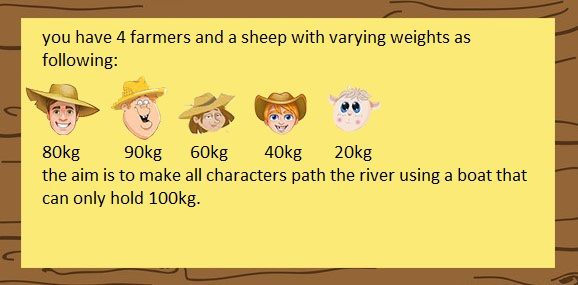 you have 4 farmers and a sheep with varying weights as
following:
80kg 90kg 60kg 40kg 20kg
the aim is to make all characters path the river using a boat that
can only hold 100kg.